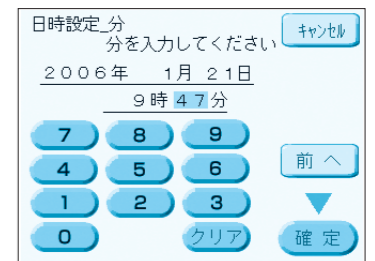 日時設定_分
分を入力してください
キャンセル
2006年 1月 21日
9時47分
7 8 9
4 5 6 前へ
1 2 3
0 クリア 確定